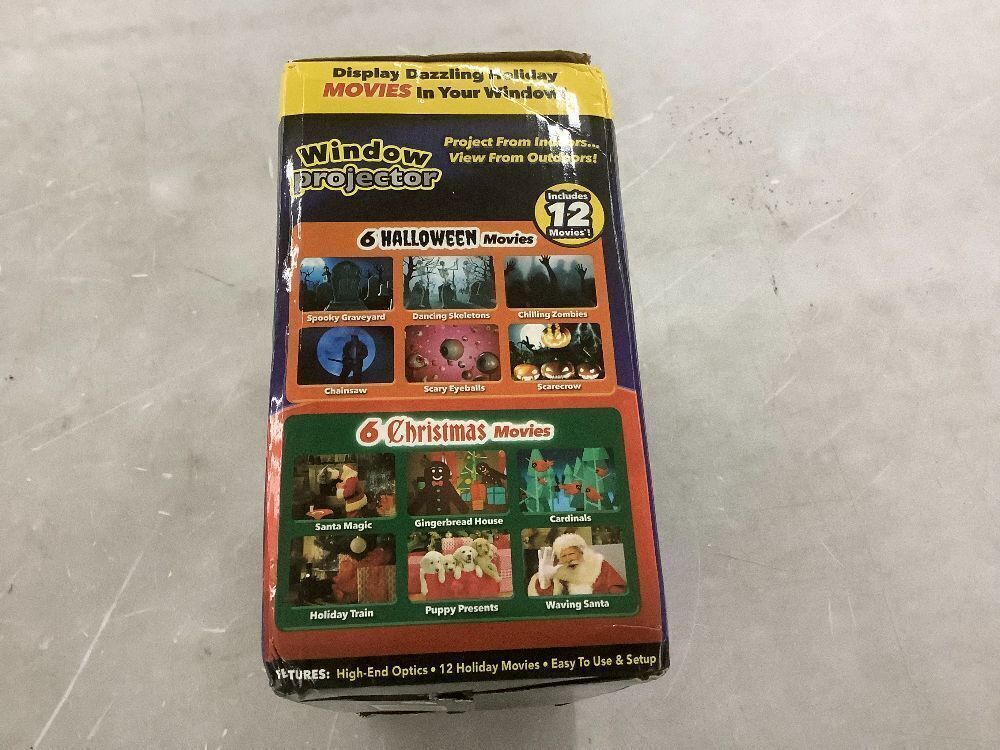 Display Dazzling Holiday
MOVIES In Your Window!
Window
projector
Project From Indoors...
View From Outdoors!
Includes
12
Movies*!
6 HALLOWEEN Movies
Spooky Graveyard
Dancing Skeletons
Chilling Zombies
Chainsaw
Scary Eyeballs
Scarecrow
6 Christmas Movies
Santa Magic
Gingerbread House
Cardinals
Holiday Train
Puppy Presents
Waving Santa
FEATURES: High-End Optics • 12 Holiday Movies • Easy To Use & Setup